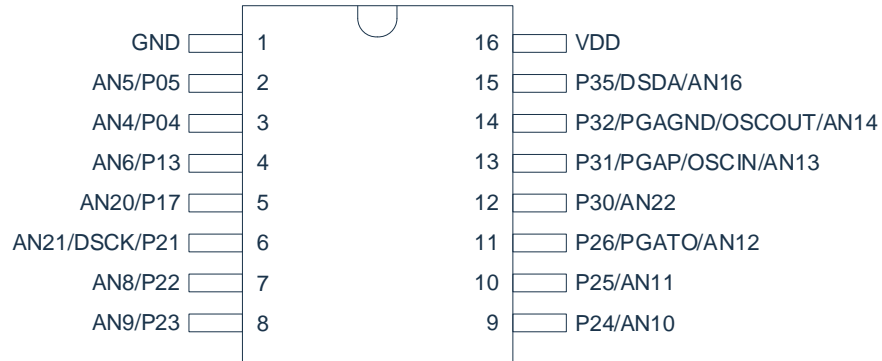 GND 1 16 VDD
AN5/P05 2 15 P35/DSDA/AN16
AN4/P04 3 14 P32/PGAGND/OSCOUT/AN14
AN6/P13 4 13 P31/PGAP/OSCIN/AN13
AN20/P17 5 12 P30/AN22
AN21/DSCK/P21 6 11 P26/PGATO/AN12
AN8/P22 7 10 P25/AN11
AN9/P23 8 9 P24/AN10